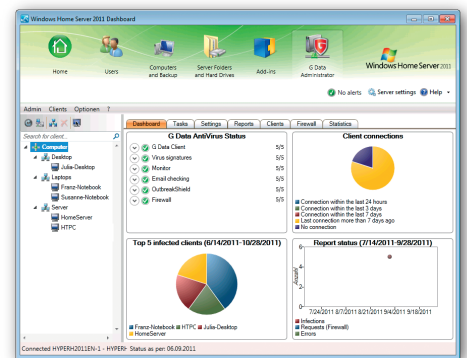 Windows Home Server 2011 Dashboard
Home
Users
Computers and Backup
Server Folders and Hard Drives
Add-ins
G Data Administrator
Windows Home Server 2011
No alerts
Server settings
Help
Admin Clients Optionen ?
Search for client...
Computer
Desktop
Julia-Desktop
Laptops
Franz-Notebook
Susanne-Notebook
Server
HomeServer
HTPC
Dashboard Tasks Settings Reports Clients Firewall Statistics
G Data AntiVirus Status
G Data Client 5/5
Virus signatures 5/5
Monitor 5/5
Email checking 5/5
OutbreakShield 5/5
Firewall 5/5
Client connections
Connection within the last 24 hours
Connection within the last 3 days
Connection within the last 7 days
Last connection more than 7 days ago
No connection
Top 5 infected clients (6/14/2011-10/28/2011)
Franz-Notebook HTPC Julia-Desktop
HomeServer
Report status (7/14/2011-9/28/2011)
6
4
2
0
Anzahl
7/24/2011 8/7/2011 8/21/2011 9/4/2011 9/18/2011
Infections
Requests (Firewall)
Errors
Connected HYPERH2011EN-1 - HYPERH Status as per: 06.09.2011